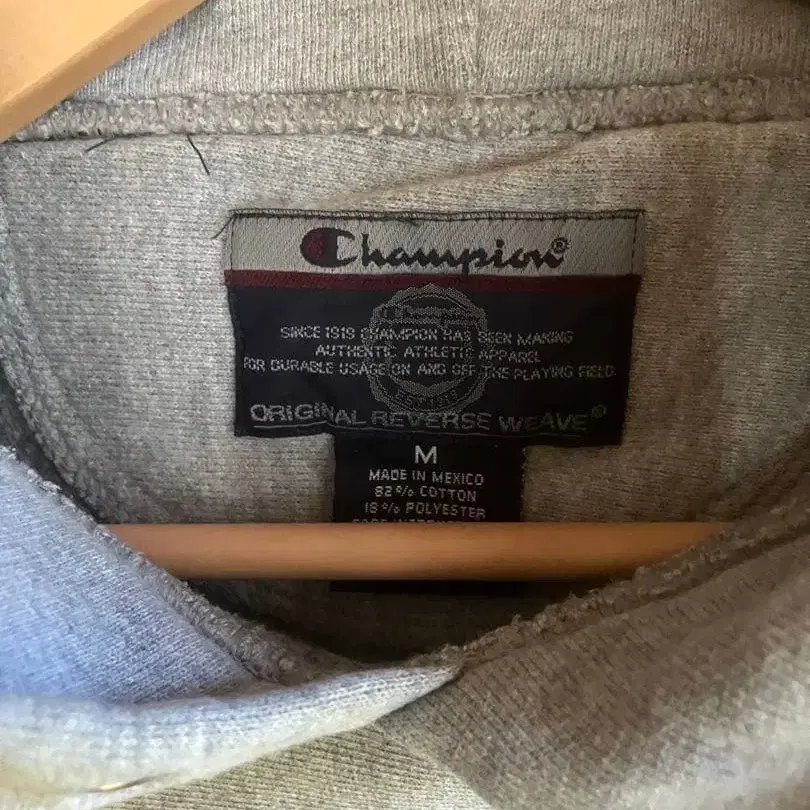 Champion®
Champion
SINCE 1919 CHAMPION HAS BEEN MAKING
AUTHENTIC ATHLETIC APPAREL
FOR DURABLE USAGE ON AND OFF THE PLAYING FIELD.
ORIGINAL REVERSE WEAVE®
M
MADE IN MEXICO
82% COTTON
18% POLYESTER